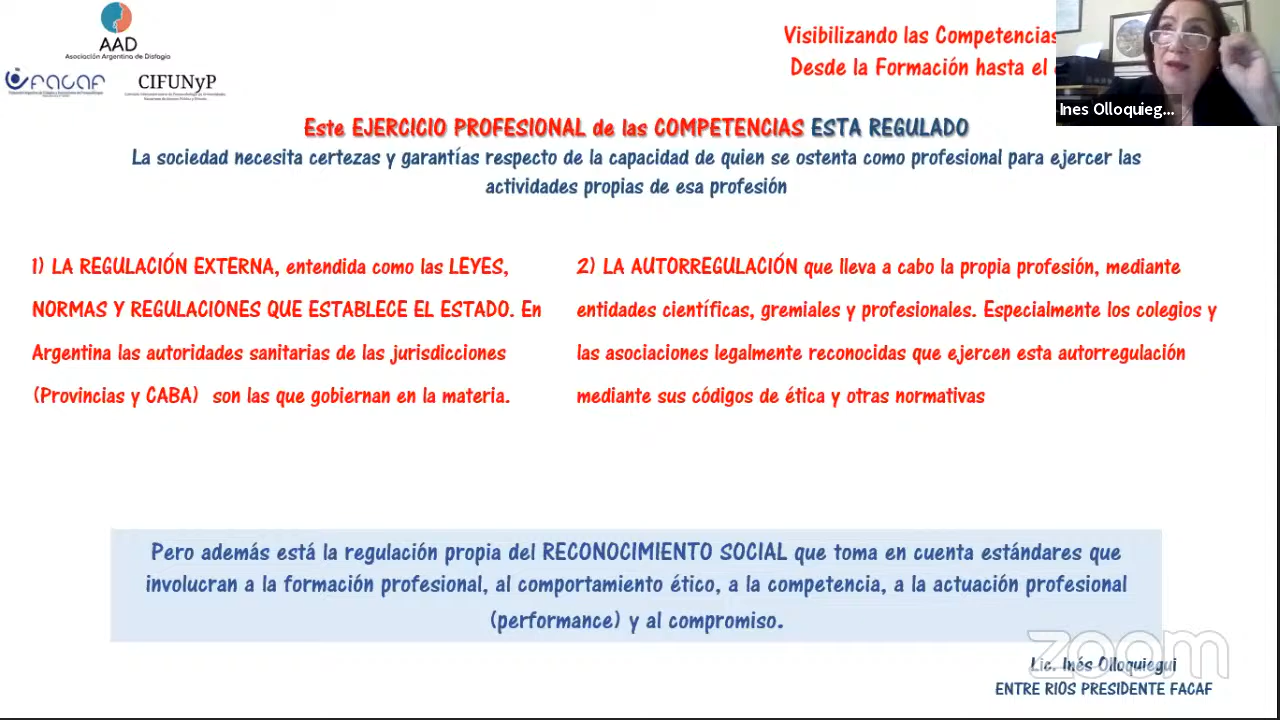 AAD
Asociación Argentina de Disfagia
FACAF
CIFUNyP
Visibilizando las Competencias
Desde la Formación hasta el
Ines Olloquieg...
Este EJERCICIO PROFESIONAL de las COMPETENCIAS ESTA REGULADO
La sociedad necesita certezas y garantías respecto de la capacidad de quien se ostenta como profesional para ejercer las
actividades propias de esa profesión
1) LA REGULACIÓN EXTERNA, entendida como las LEYES,
NORMAS Y REGULACIONES QUE ESTABLECE EL ESTADO. En
Argentina las autoridades sanitarias de las jurisdicciones
(Provincias y CABA) son las que gobiernan en la materia.
2) LA AUTORREGULACIÓN que lleva a cabo la propia profesión, mediante
entidades científicas, gremiales y profesionales. Especialmente los colegios y
las asociaciones legalmente reconocidas que ejercen esta autorregulación
mediante sus códigos de ética y otras normativas
Pero además está la regulación propia del RECONOCIMIENTO SOCIAL que toma en cuenta estándares que
involucran a la formación profesional, al comportamiento ético, a la competencia, a la actuación profesional
(performance) y al compromiso.
zoom
Lic. Inés Olloquiegui
ENTRE RIOS PRESIDENTE FACAF